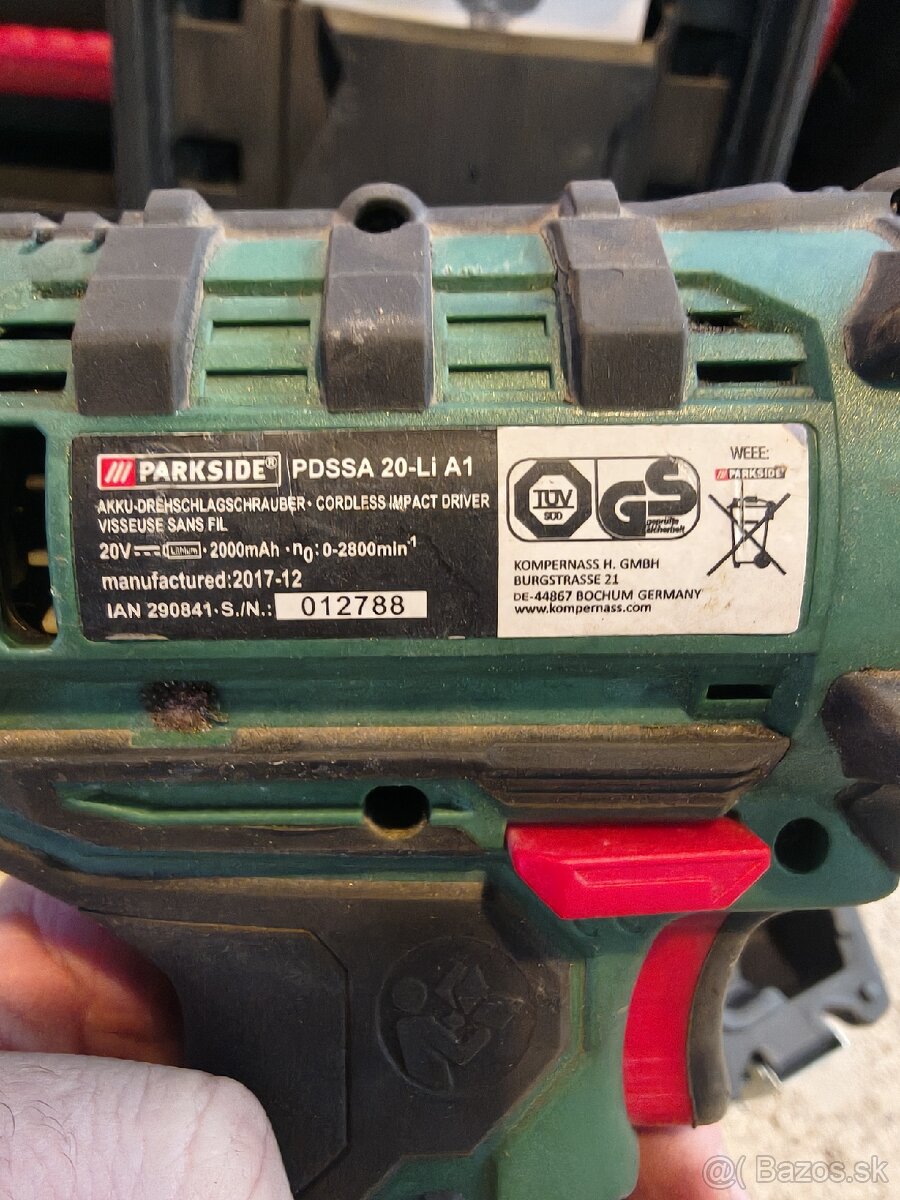 PARKSIDE® PDSSA 20-Li A1
AKKU-DREHSCHLAGSCHRAUBER · CORDLESS IMPACT DRIVER
VISSEUSE SANS FIL
20V Lithium · 2000mAh · n0: 0-2800min-1
manufactured:2017-12
IAN 290841 · S./N.: 012788
TÜV
SÜD
GS
geprüfte
Sicherheit
WEEE:
PARKSIDE
KOMPERNASS H. GMBH
BURGSTRASSE 21
DE-44867 BOCHUM GERMANY
www.kompernass.com
@( Bazos.sk